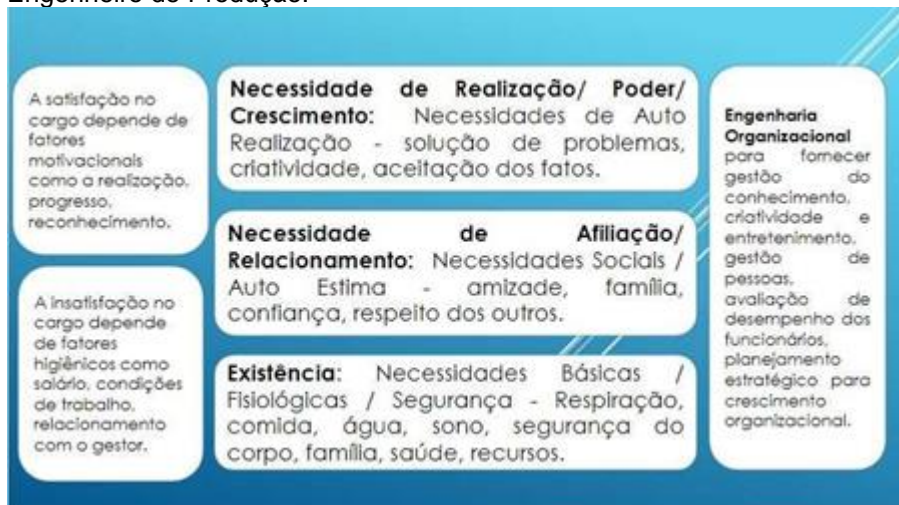 Engenheiro de Produção.
A satisfação no
cargo depende de
fatores
motivacionais
como a realização,
progresso,
reconhecimento.
A insatisfação no
cargo depende
de fatores
higiênicos como
salário, condições
de trabalho,
relacionamento
com o gestor.
Necessidade de Realização/ Poder/
Crescimento: Necessidades de Auto
Realização - solução de problemas,
criatividade, aceitação dos fatos.
Necessidade de Afiliação/
Relacionamento: Necessidades Sociais /
Auto Estima - amizade, família,
confiança, respeito dos outros.
Existência: Necessidades Básicas /
Fisiológicas / Segurança - Respiração,
comida, água, sono, segurança do
corpo, família, saúde, recursos.
Engenharia
Organizacional
para fornecer
gestão do
conhecimento,
criatividade e
entretenimento,
gestão de
pessoas,
avaliação de
desempenho dos
funcionários,
planejamento
estratégico para
crescimento
organizacional.